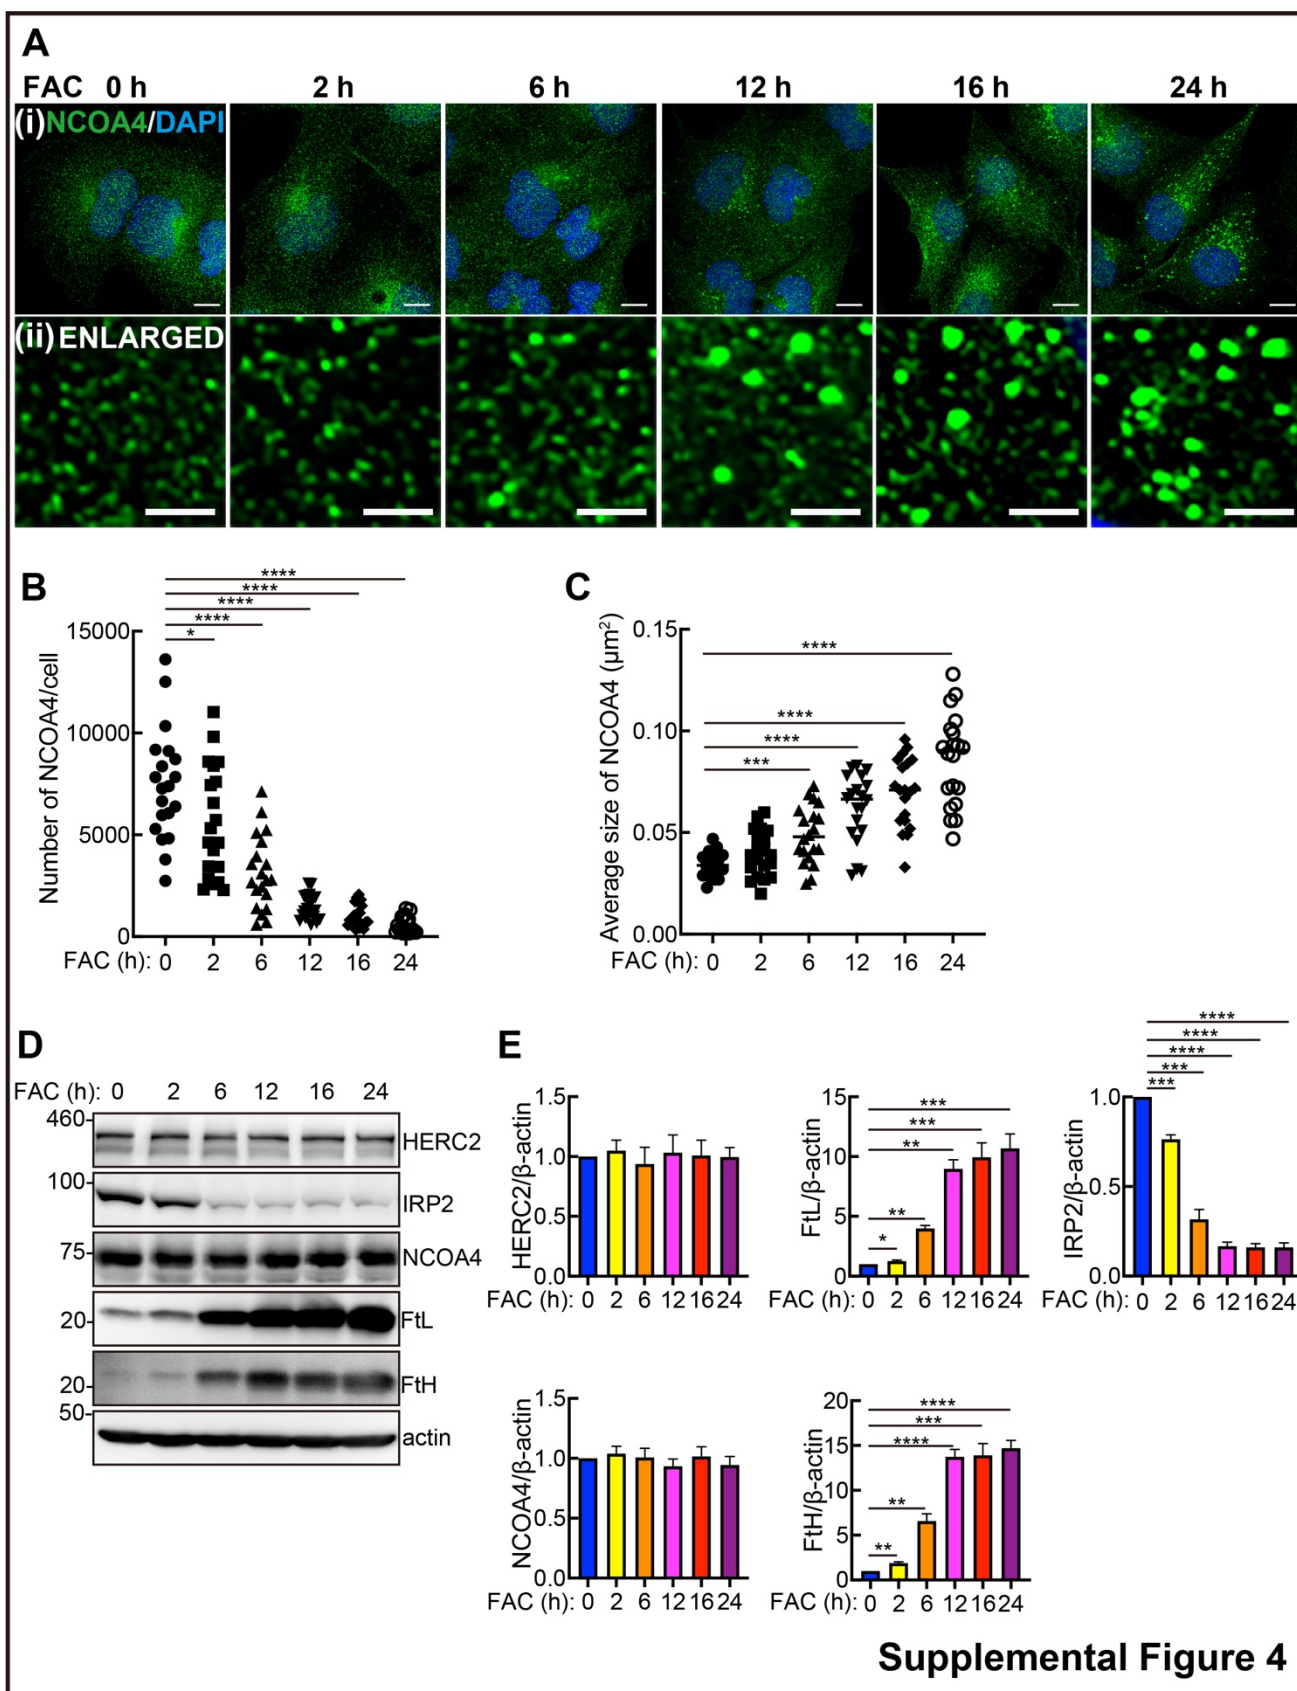 A
FAC 0 h 2 h 6 h 12 h 16 h 24 h
(i) NCOA4/DAPI
(ii) ENLARGED
B
****
****
****
****
*
Number of NCOA4/cell
15000
10000
5000
0
FAC (h): 0 2 6 12 16 24
C
Average size of NCOA4 (µm²)
0.15
0.10
0.05
0.00
****
****
****
***
FAC (h): 0 2 6 12 16 24
D
FAC (h): 0 2 6 12 16 24
460- HERC2
100- IRP2
75- NCOA4
20- FtL
20- FtH
50- actin
E
HERC2/β-actin
1.5
1.0
0.5
0.0
FAC (h): 0 2 6 12 16 24
FtL/β-actin
15
10
5
0
***
***
**
**
*
FAC (h): 0 2 6 12 16 24
IRP2/β-actin
1.0
0.5
0.0
****
****
****
***
***
FAC (h): 0 2 6 12 16 24
NCOA4/β-actin
1.5
1.0
0.5
0.0
FAC (h): 0 2 6 12 16 24
FtH/β-actin
20
15
10
5
0
****
***
****
**
**
FAC (h): 0 2 6 12 16 24
Supplemental Figure 4